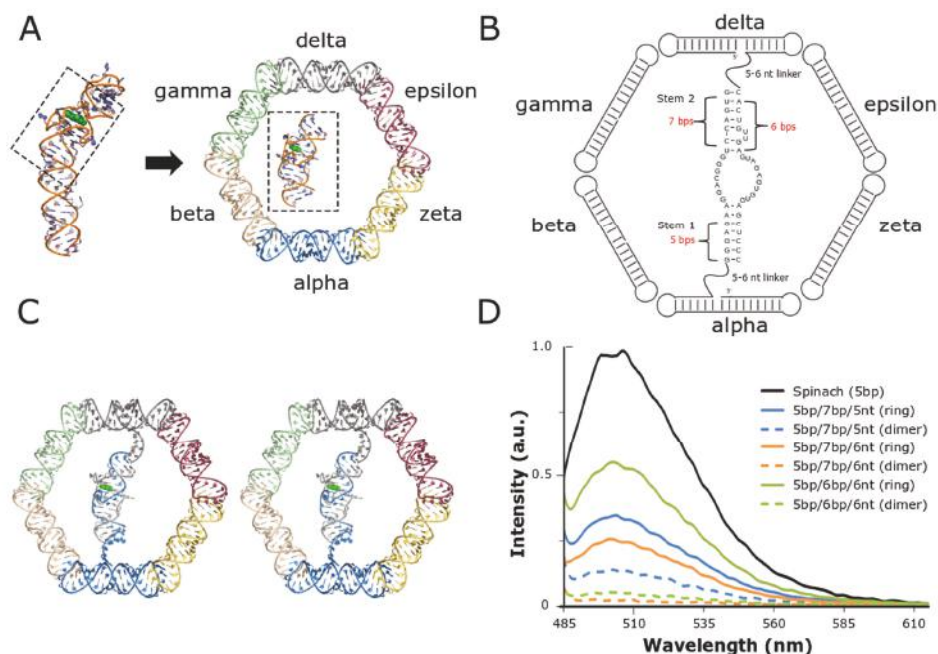 A
delta
gamma
epsilon
beta
zeta
alpha
B
delta
5-6 nt linker
gamma
epsilon
Stem 2
7 bps
6 bps
beta
zeta
Stem 1
5 bps
5-6 nt linker
alpha
C
D
1.0
0.5
0
Intensity (a.u.)
Spinach (5bp)
5bp/7bp/5nt (ring)
5bp/7bp/5nt (dimer)
5bp/7bp/6nt (ring)
5bp/7bp/6nt (dimer)
5bp/6bp/6nt (ring)
5bp/6bp/6nt (dimer)
485
510
535
560
585
610
Wavelength (nm)